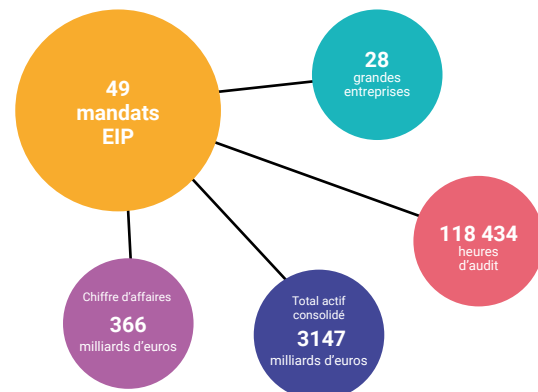 49
mandats
EIP
28
grandes
entreprises
118 434
heures
d'audit
Chiffre d'affaires
366
milliards d'euros
Total actif
consolidé
3147
milliards d'euros